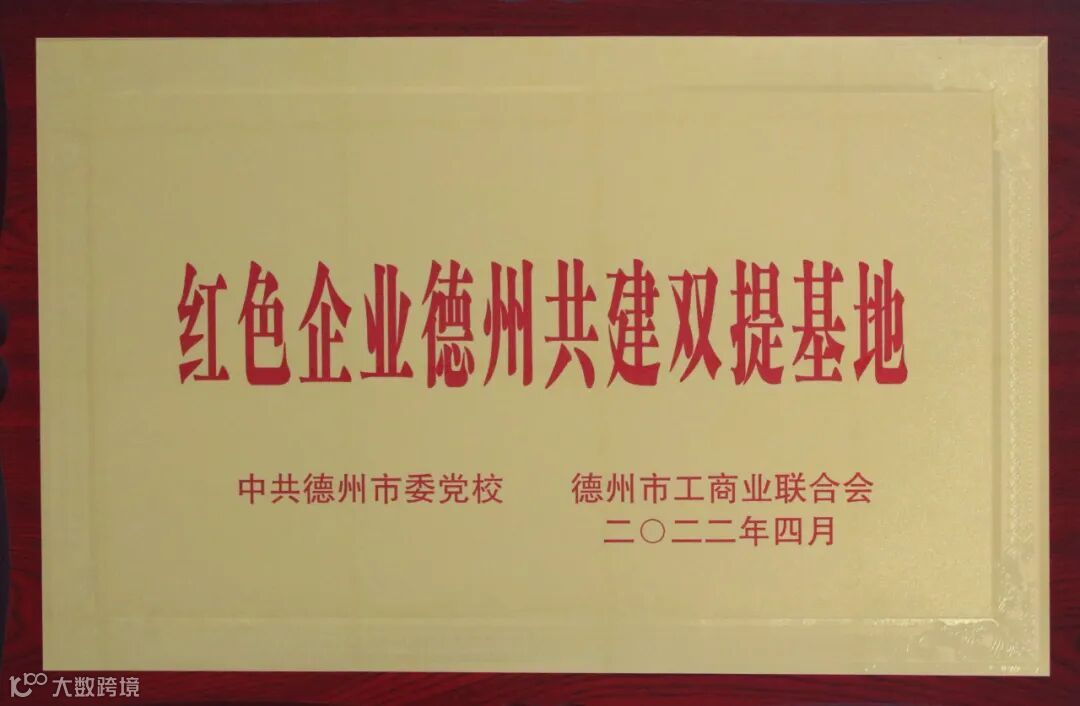 红色企业德州共建双提基地
中共德州市委党校 德州市工商业联合会
二〇二二年四月
大数跨境